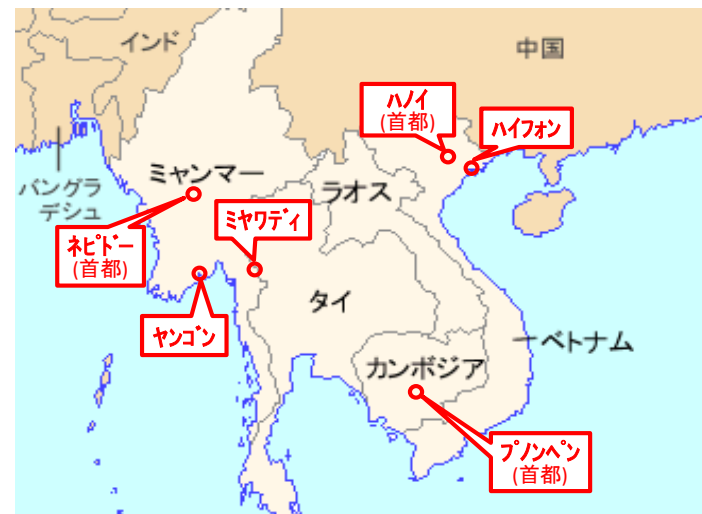 インド
中国
ハノイ
(首都)
ハイフォン
バングラ
デシュ
ミャンマー
ラオス
ミヤワディ
ネピドー
(首都)
タイ
ヤンゴン
ベトナム
カンボジア
プノンペン
(首都)